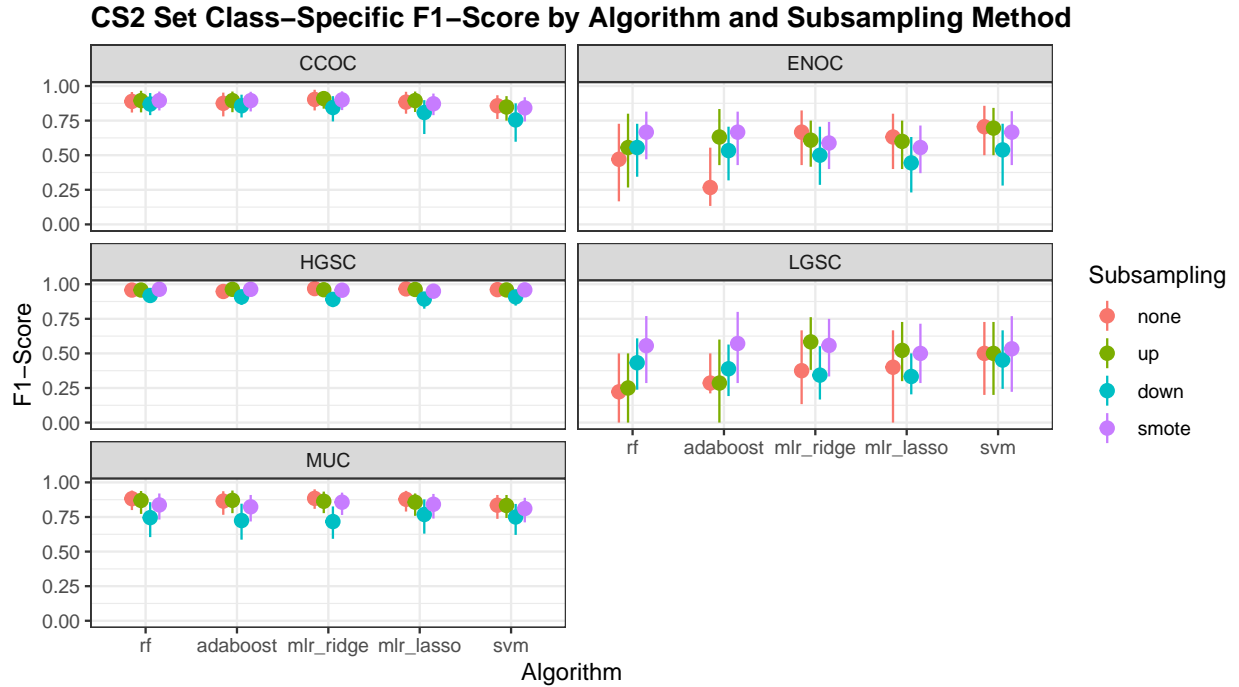 CS2 Set Class−Specific F1−Score by Algorithm and Subsampling Method
CCOC
ENOC
1.00
0.75
0.50
0.25
0.00
HGSC
LGSC
1.00
0.75
0.50
0.25
0.00
rf adaboost mlr_ridge mlr_lasso svm
MUC
1.00
0.75
0.50
0.25
0.00
rf adaboost mlr_ridge mlr_lasso svm
F1−Score
Algorithm
Subsampling
none
up
down
smote